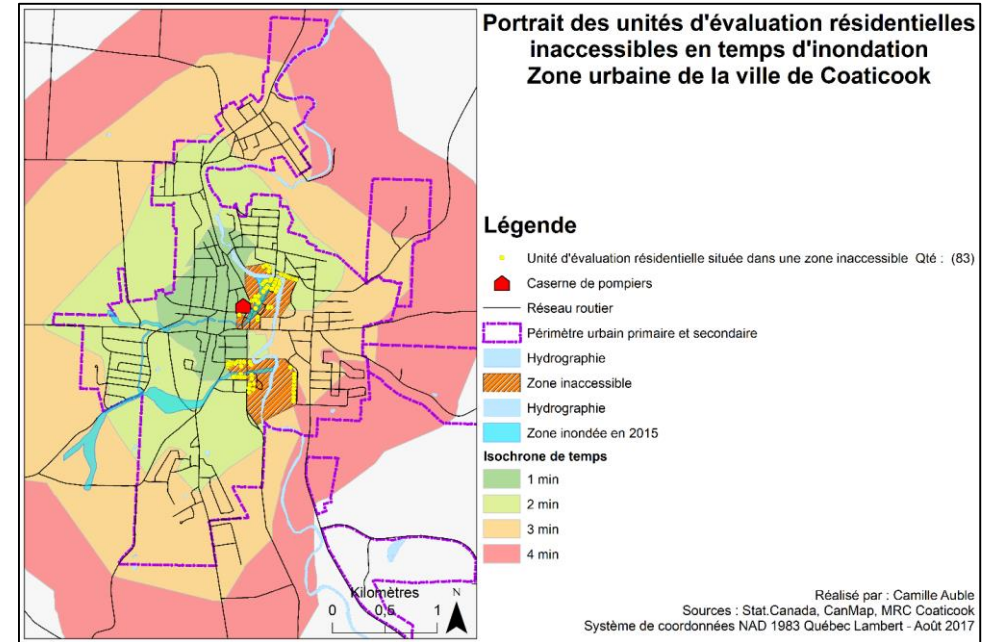 Portrait des unités d'évaluation résidentielles
inaccessibles en temps d'inondation
Zone urbaine de la ville de Coaticook
Légende
Unité d'évaluation résidentielle située dans une zone inaccessible Qté : (83)
Caserne de pompiers
Réseau routier
Périmètre urbain primaire et secondaire
Hydrographie
Zone inaccessible
Hydrographie
Zone inondée en 2015
Isochrone de temps
1 min
2 min
3 min
4 min
Kilomètres
0 0,5 1
N
Réalisé par : Camille Auble
Sources : Stat.Canada, CanMap, MRC Coaticook
Système de coordonnées NAD 1983 Québec Lambert - Août 2017